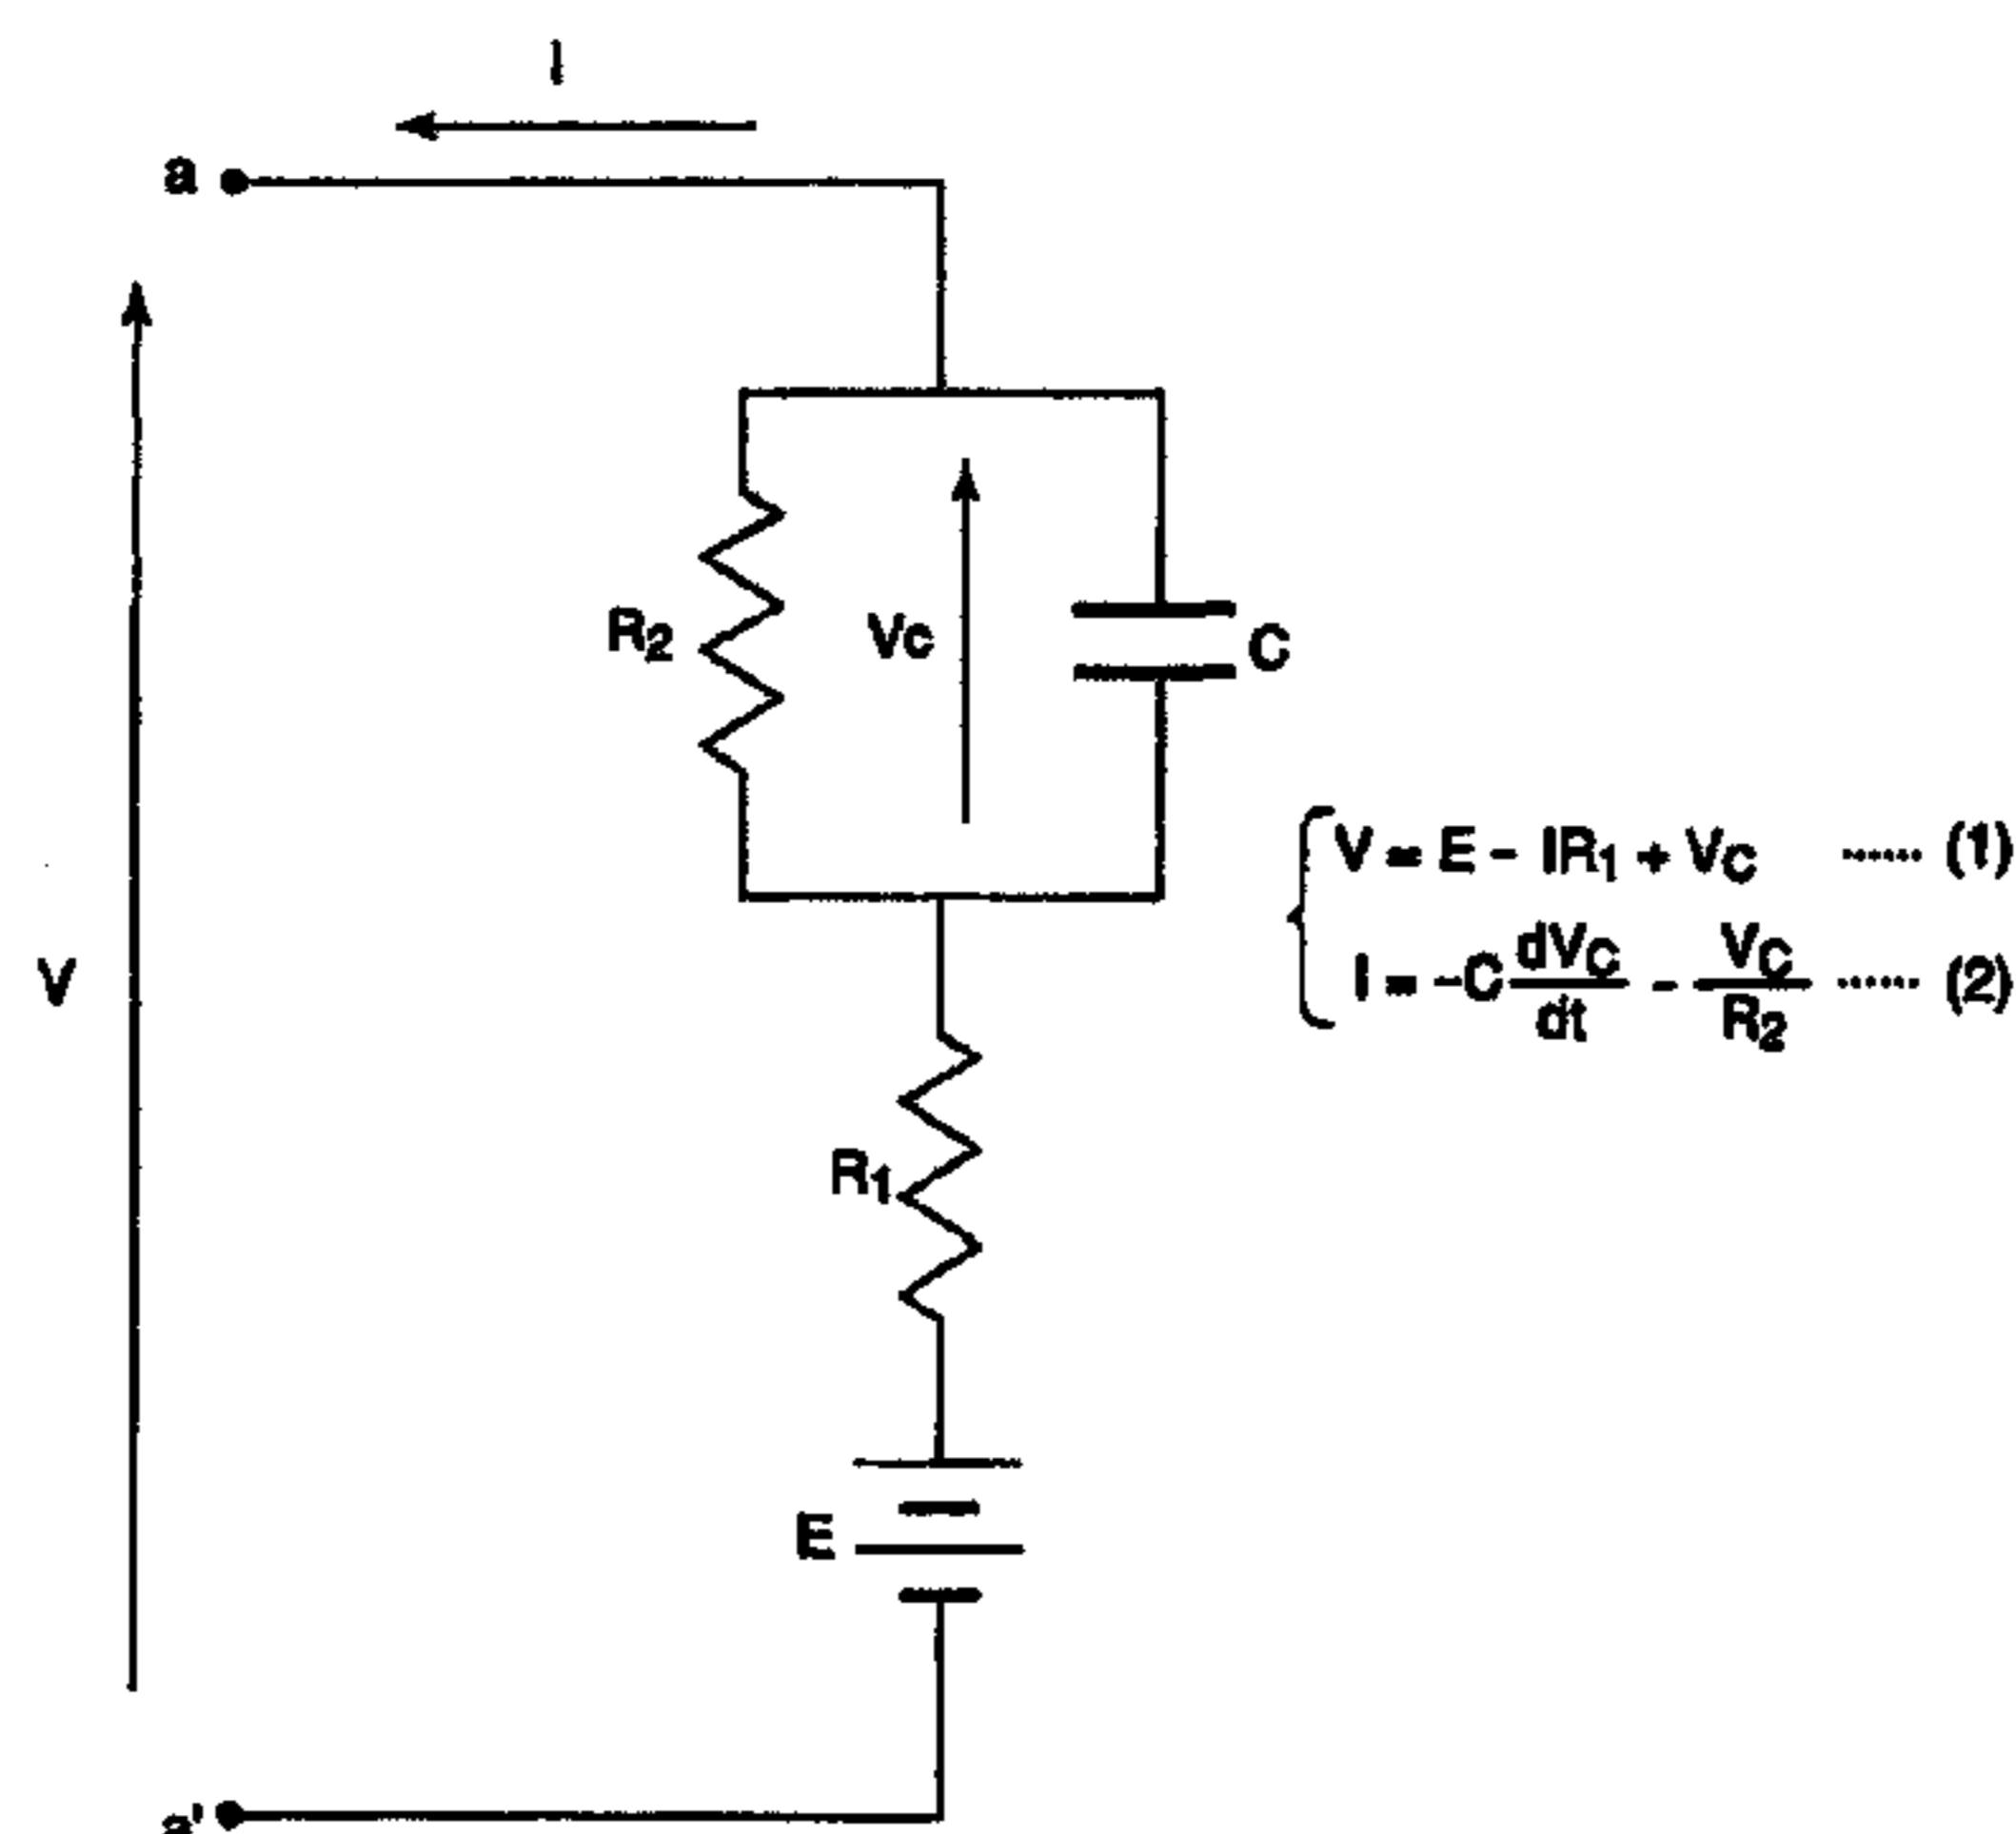 I
a
R2
Vc
C
V = E – IR1 + VC ...... (1)
V
I = –C dVC/dt – VC/R2 ...... (2)
R1
E
a'